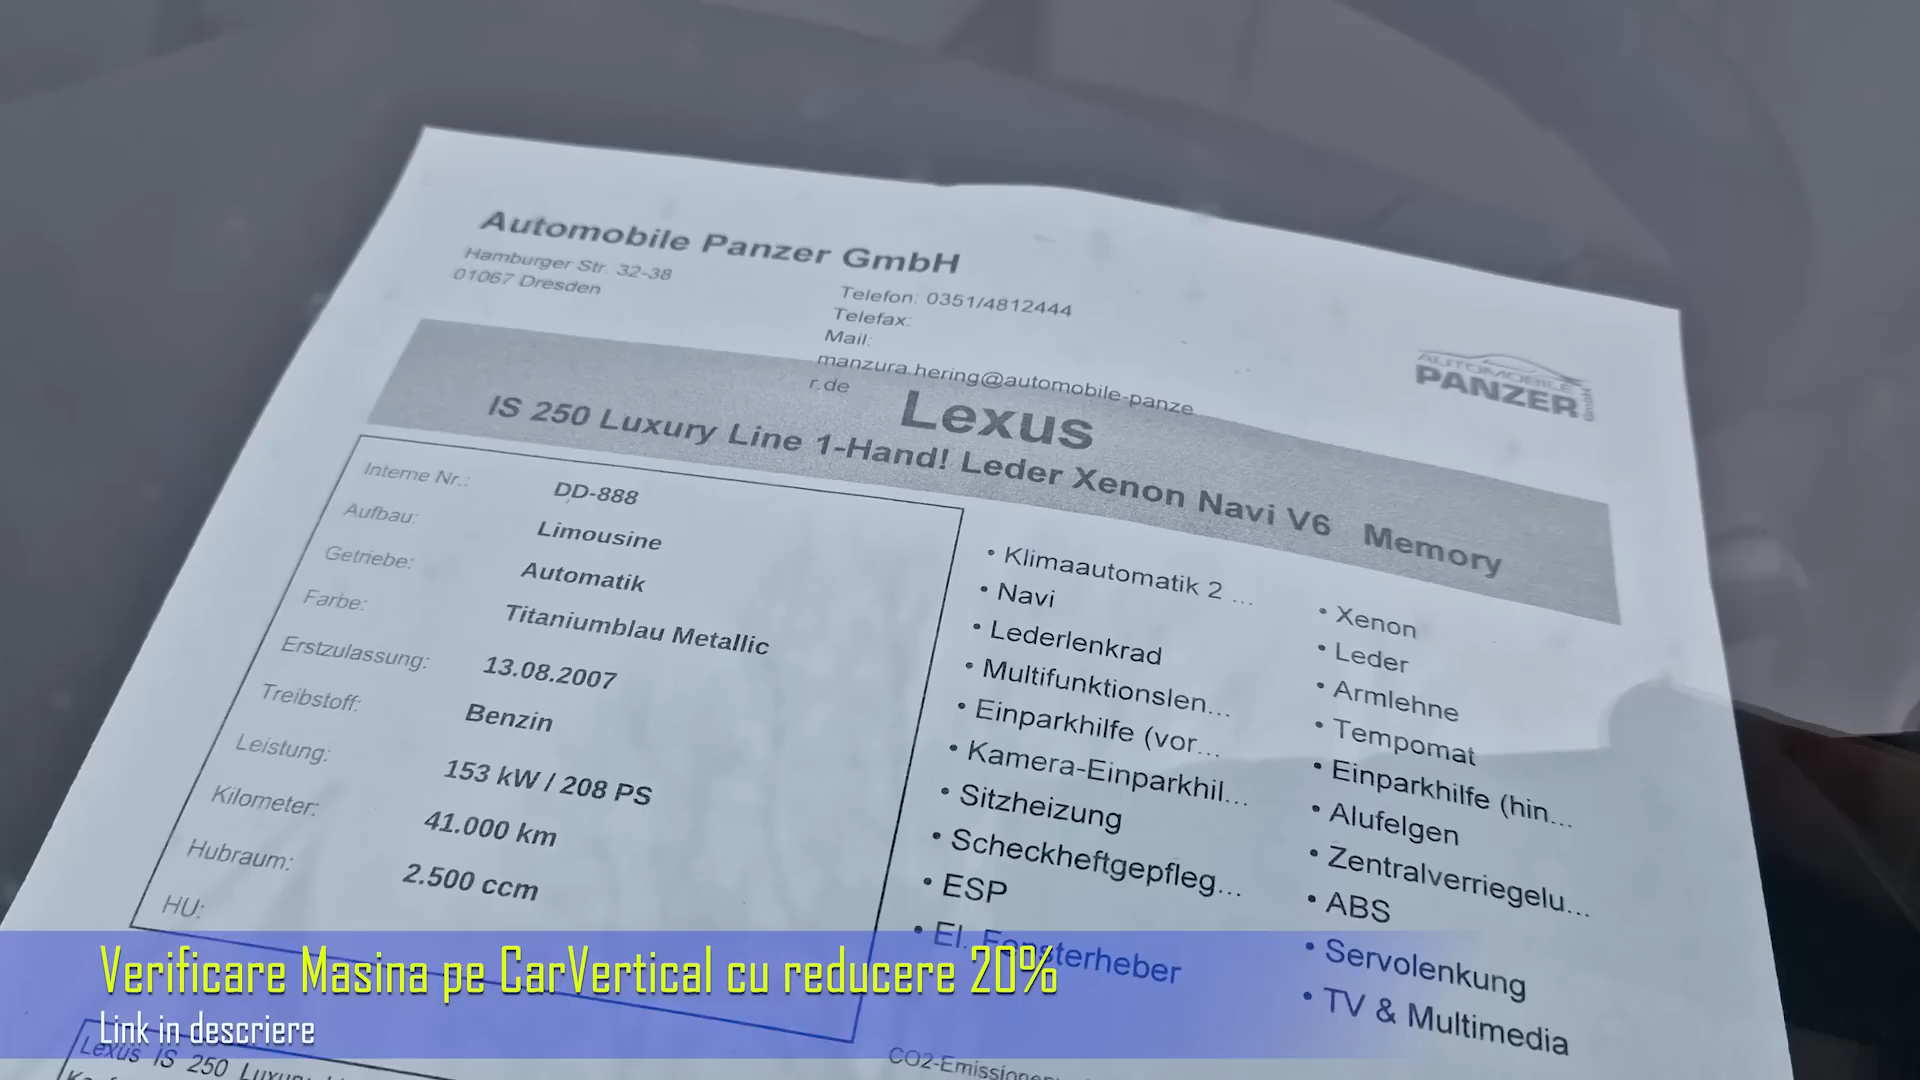 Automobile Panzer GmbH
Hamburger Str. 32-38
01067 Dresden
Telefon: 0351/4812444
Telefax:
Mail:
manzura.hering@automobile-panze
r.de
AUTOMOBILE
PANZER
GmbH
Lexus
IS 250 Luxury Line 1-Hand! Leder Xenon Navi V6 Memory
Interne Nr.: DD-888
Aufbau: Limousine
Getriebe: Automatik
Farbe: Titaniumblau Metallic
Erstzulassung: 13.08.2007
Treibstoff: Benzin
Leistung: 153 kW / 208 PS
Kilometer: 41.000 km
Hubraum: 2.500 ccm
HU:
• Klimaautomatik 2 ...
• Navi
• Lederlenkrad
• Multifunktionslen...
• Einparkhilfe (vor...
• Kamera-Einparkhil...
• Sitzheizung
• Scheckheftgepfleg...
• ESP
• El. Fensterheber
• Xenon
• Leder
• Armlehne
• Tempomat
• Einparkhilfe (hin...
• Alufelgen
• Zentralverriegelu...
• ABS
• Servolenkung
• TV & Multimedia
Verificare Masina pe CarVertical cu reducere 20%
Link in descriere
Lexus IS 250